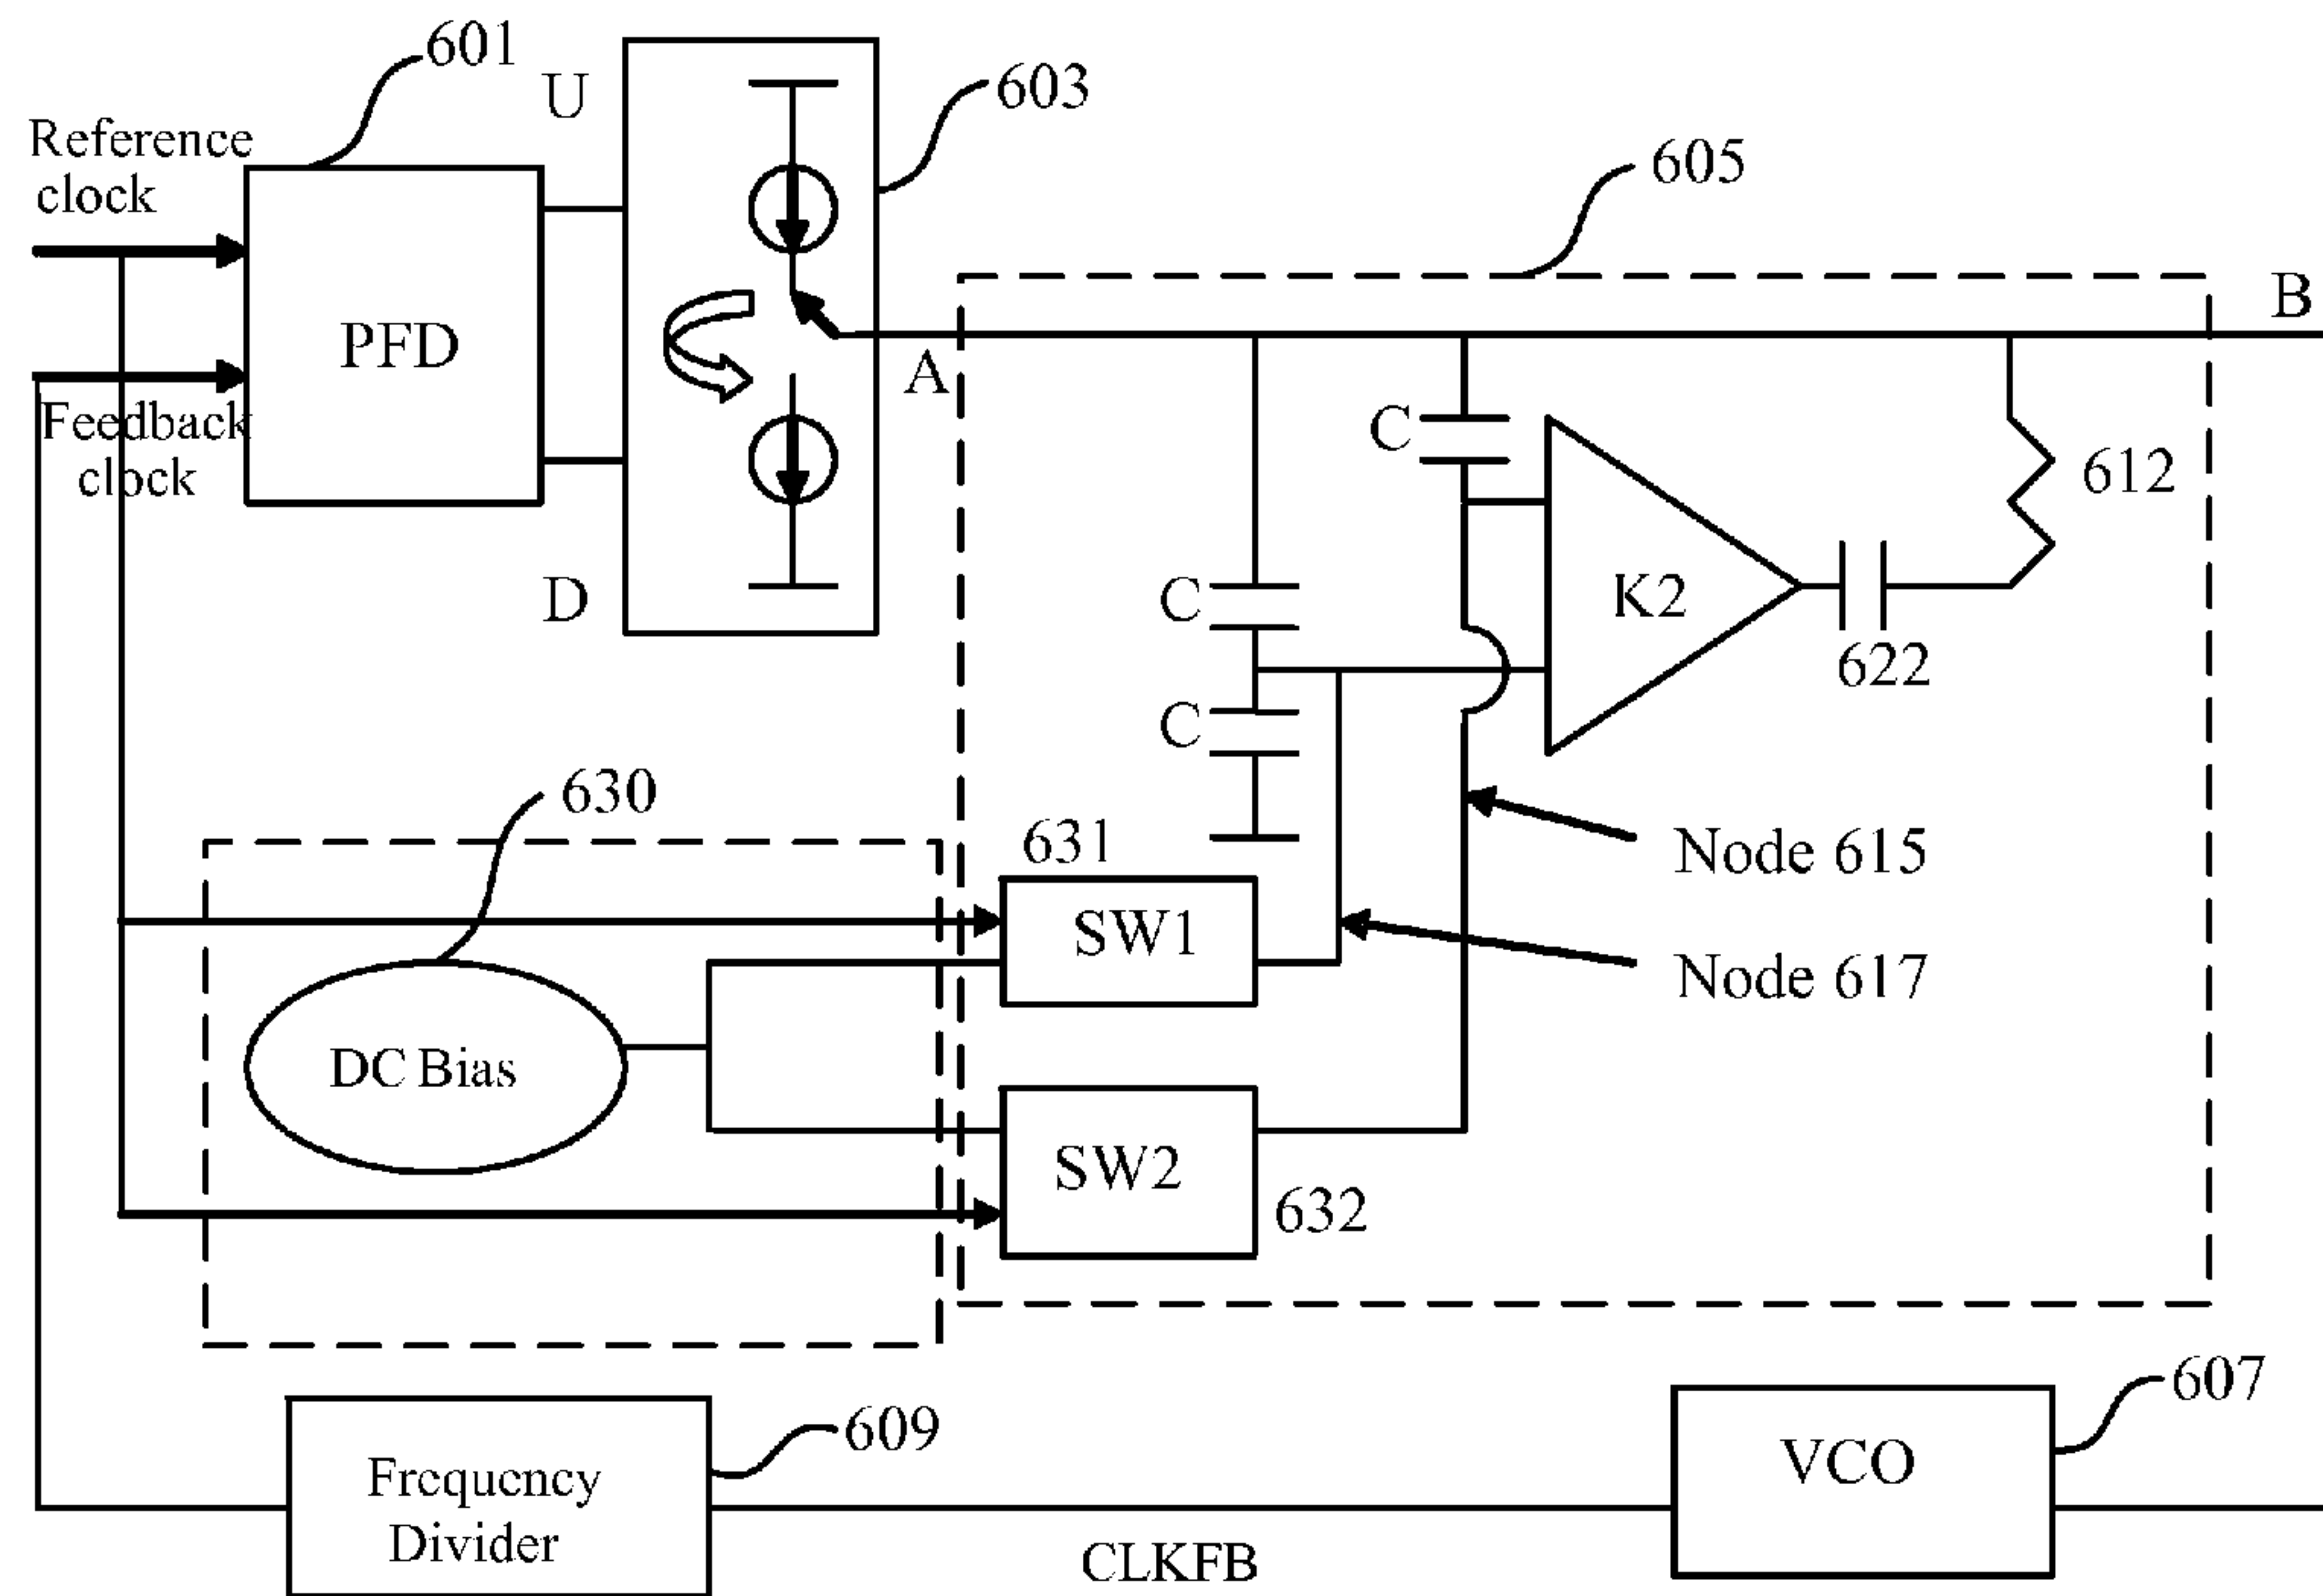 601
U
603
Reference
clock
605
B
PFD
A
Feedback
clock
C
612
D
C
K2
622
C
630
631
Node 615
SW1
Node 617
DC Bias
SW2
632
607
609
VCO
Frequency
Divider
CLKFB